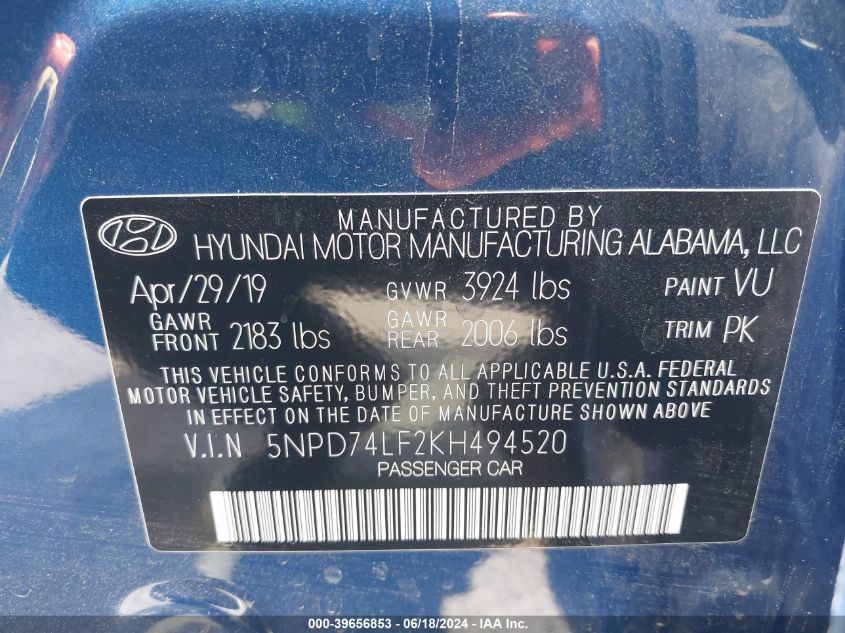 MANUFACTURED BY
HYUNDAI MOTOR MANUFACTURING ALABAMA, LLC
Apr/29/19 GVWR 3924 lbs PAINT VU
GAWR FRONT 2183 lbs GAWR REAR 2006 lbs TRIM PK
THIS VEHICLE CONFORMS TO ALL APPLICABLE U.S.A. FEDERAL
MOTOR VEHICLE SAFETY, BUMPER, AND THEFT PREVENTION STANDARDS
IN EFFECT ON THE DATE OF MANUFACTURE SHOWN ABOVE
V.I.N 5NPD74LF2KH494520
PASSENGER CAR
000-39656853 - 06/18/2024 - IAA Inc.